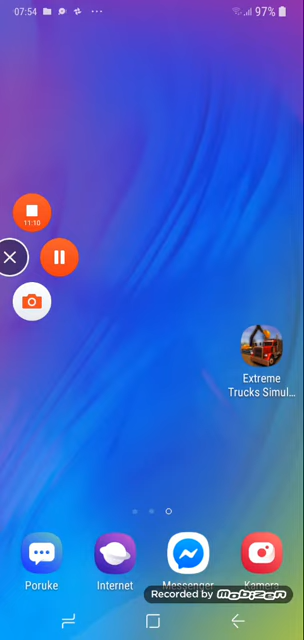 07:54
97%
11:10
Extreme
Trucks Simul...
Poruke
Internet
Messenger
Kamera
Recorded by mobizen